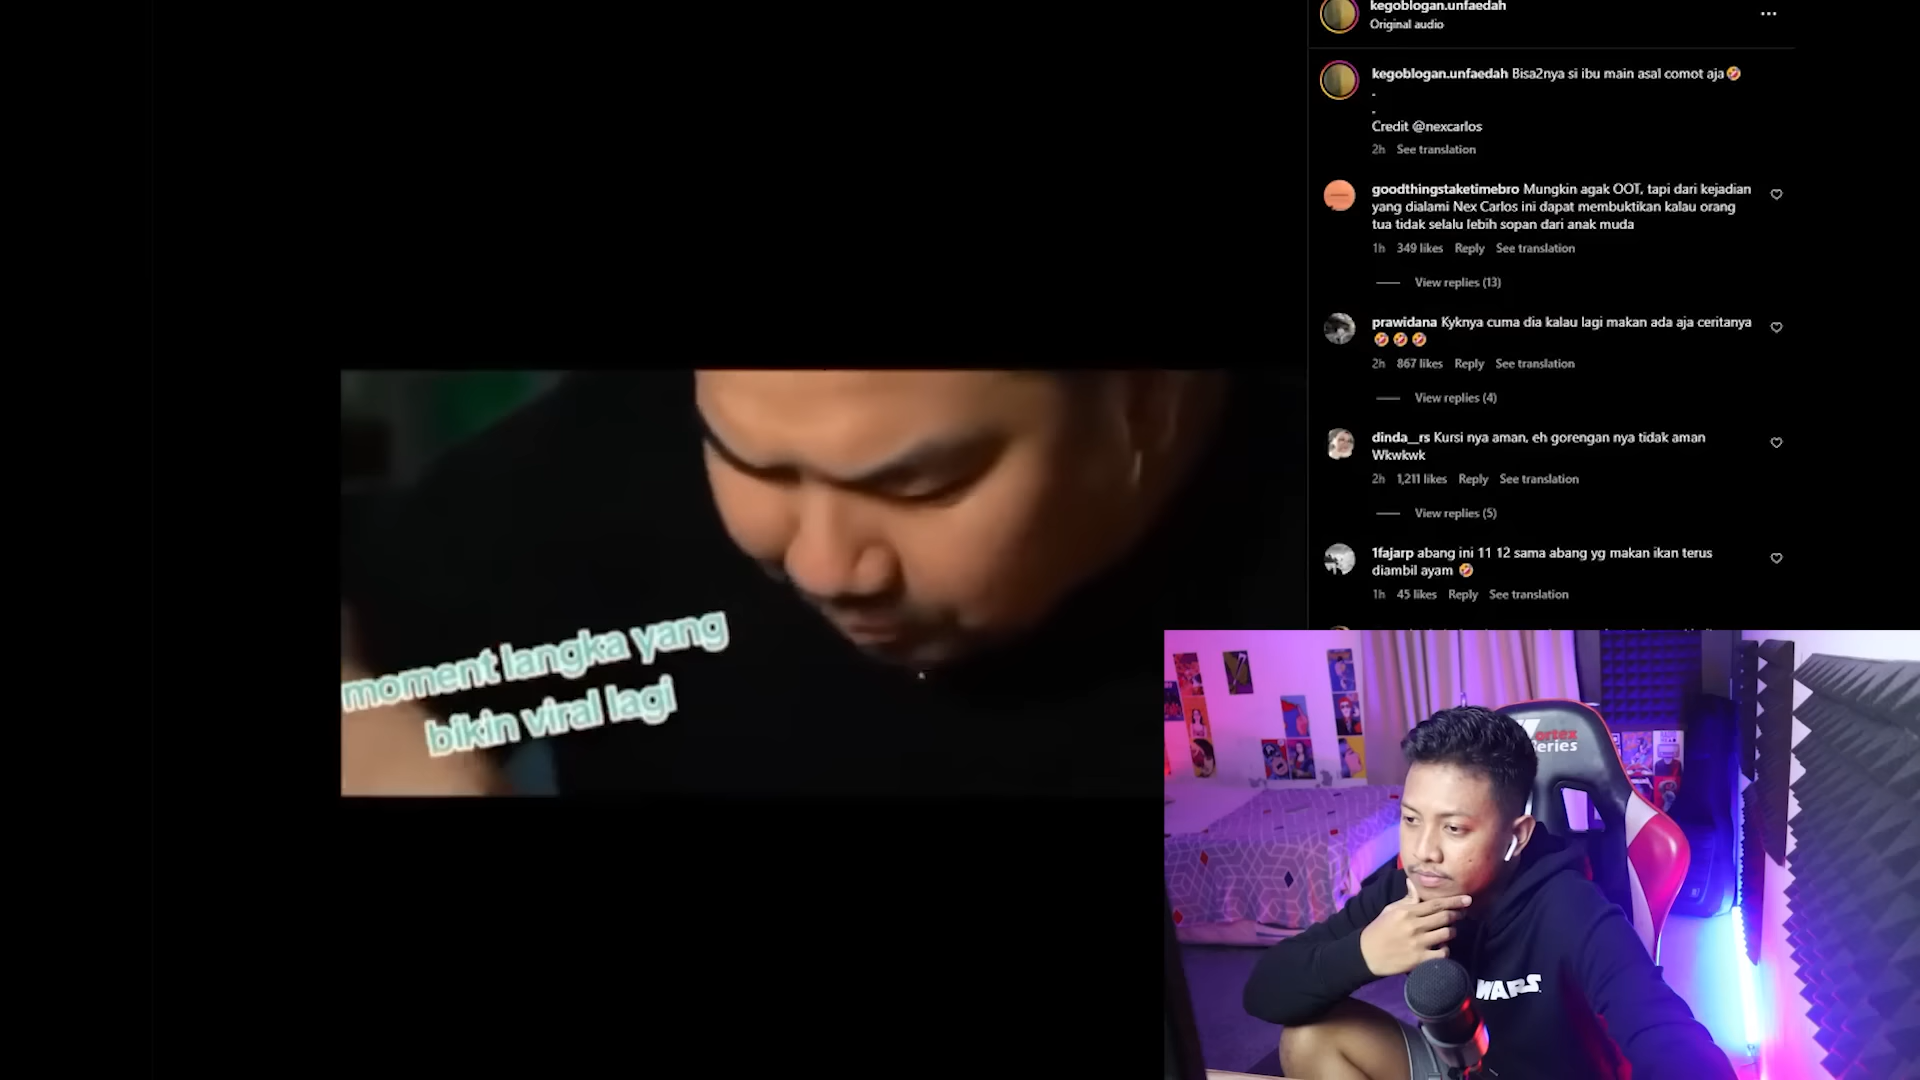 kegoblogan.unfaedah
Original audio
kegoblogan.unfaedah Bisa2nya si ibu main asal comot aja🤣
.
.
Credit @nexcarlos
2h See translation
goodthingstaketimebro Mungkin agak OOT, tapi dari kejadian
yang dialami Nex Carlos ini dapat membuktikan kalau orang
tua tidak selalu lebih sopan dari anak muda
1h 349 likes Reply See translation
View replies (13)
prawidana Kyknya cuma dia kalau lagi makan ada aja ceritanya
🤣🤣🤣
2h 867 likes Reply See translation
View replies (4)
dinda__rs Kursi nya aman, eh gorengan nya tidak aman
Wkwkwk
2h 1,211 likes Reply See translation
View replies (5)
1fajarp abang ini 11 12 sama abang yg makan ikan terus
diambil ayam 🤣
1h 45 likes Reply See translation
moment langka yang
bikin viral lagi
WARS